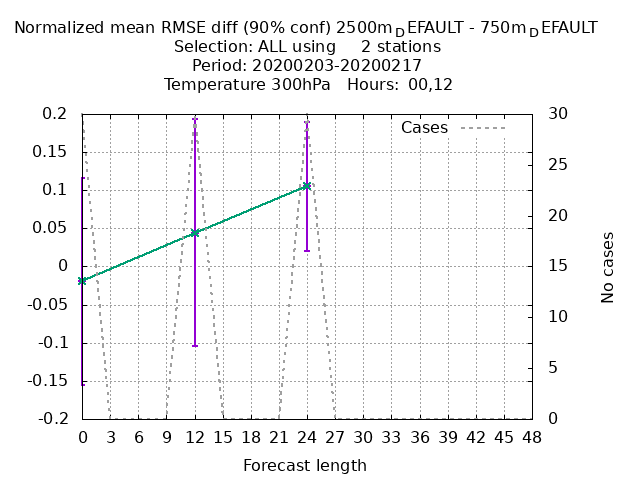 Normalized mean RMSE diff (90% conf) 2500m_DEFAULT - 750m_DEFAULT
Selection: ALL using 2 stations
Period: 20200203-20200217
Temperature 300hPa Hours: 00,12
Cases
0.2
0.15
0.1
0.05
0
-0.05
-0.1
-0.15
-0.2
30
25
20
15
10
5
0
No cases
0 3 6 9 12 15 18 21 24 27 30 33 36 39 42 45 48
Forecast length